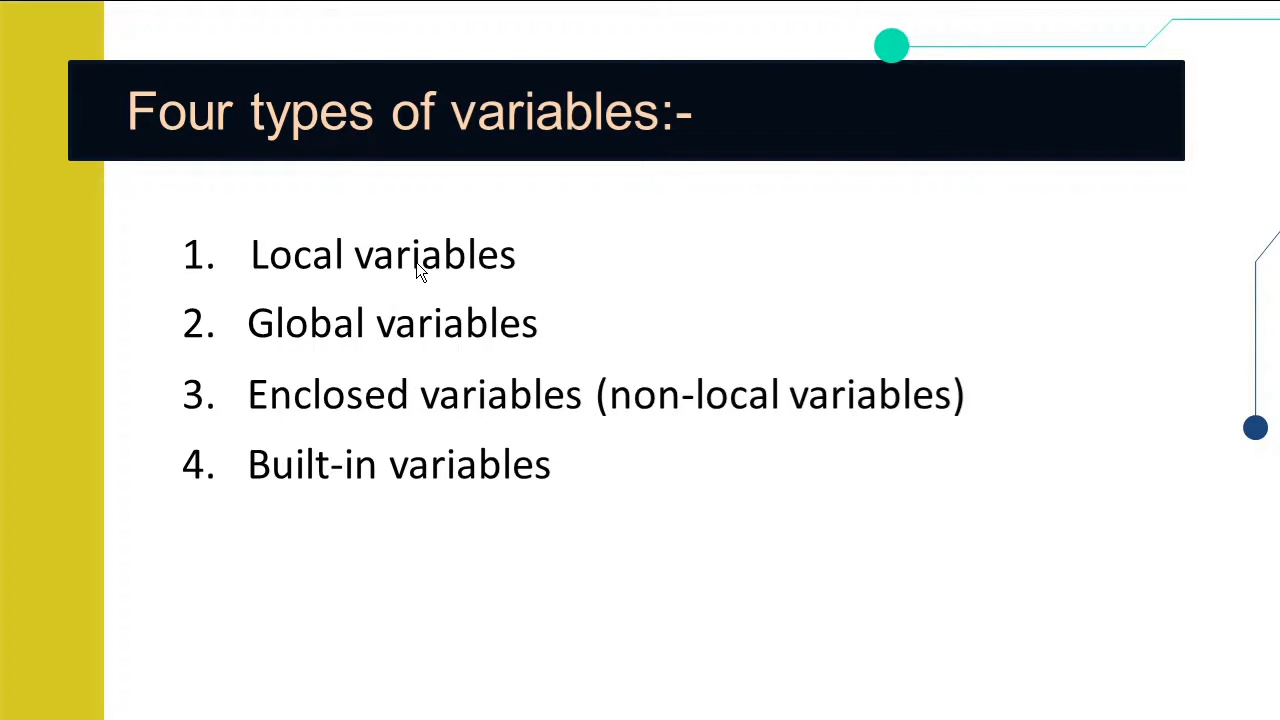 Four types of variables:-
1. Local variables
2. Global variables
3. Enclosed variables (non-local variables)
4. Built-in variables